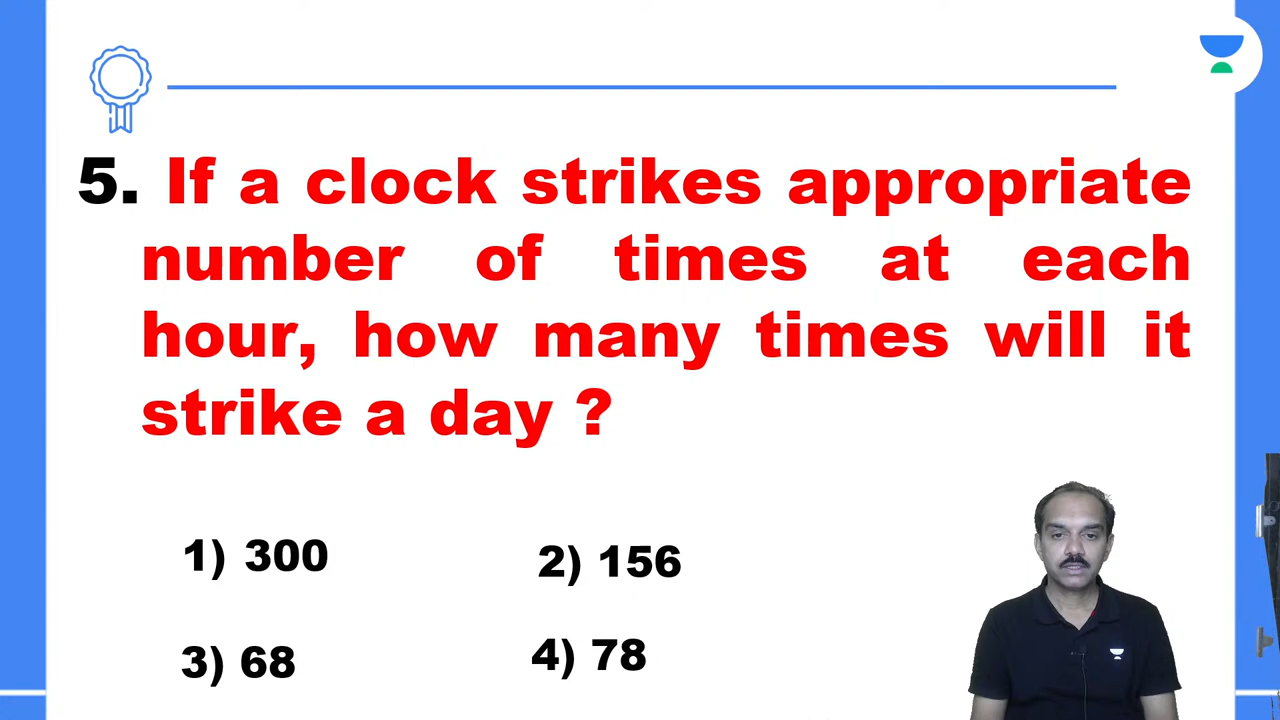 5. If a clock strikes appropriate
number of times at each
hour, how many times will it
strike a day ?
1) 300 2) 156
3) 68 4) 78